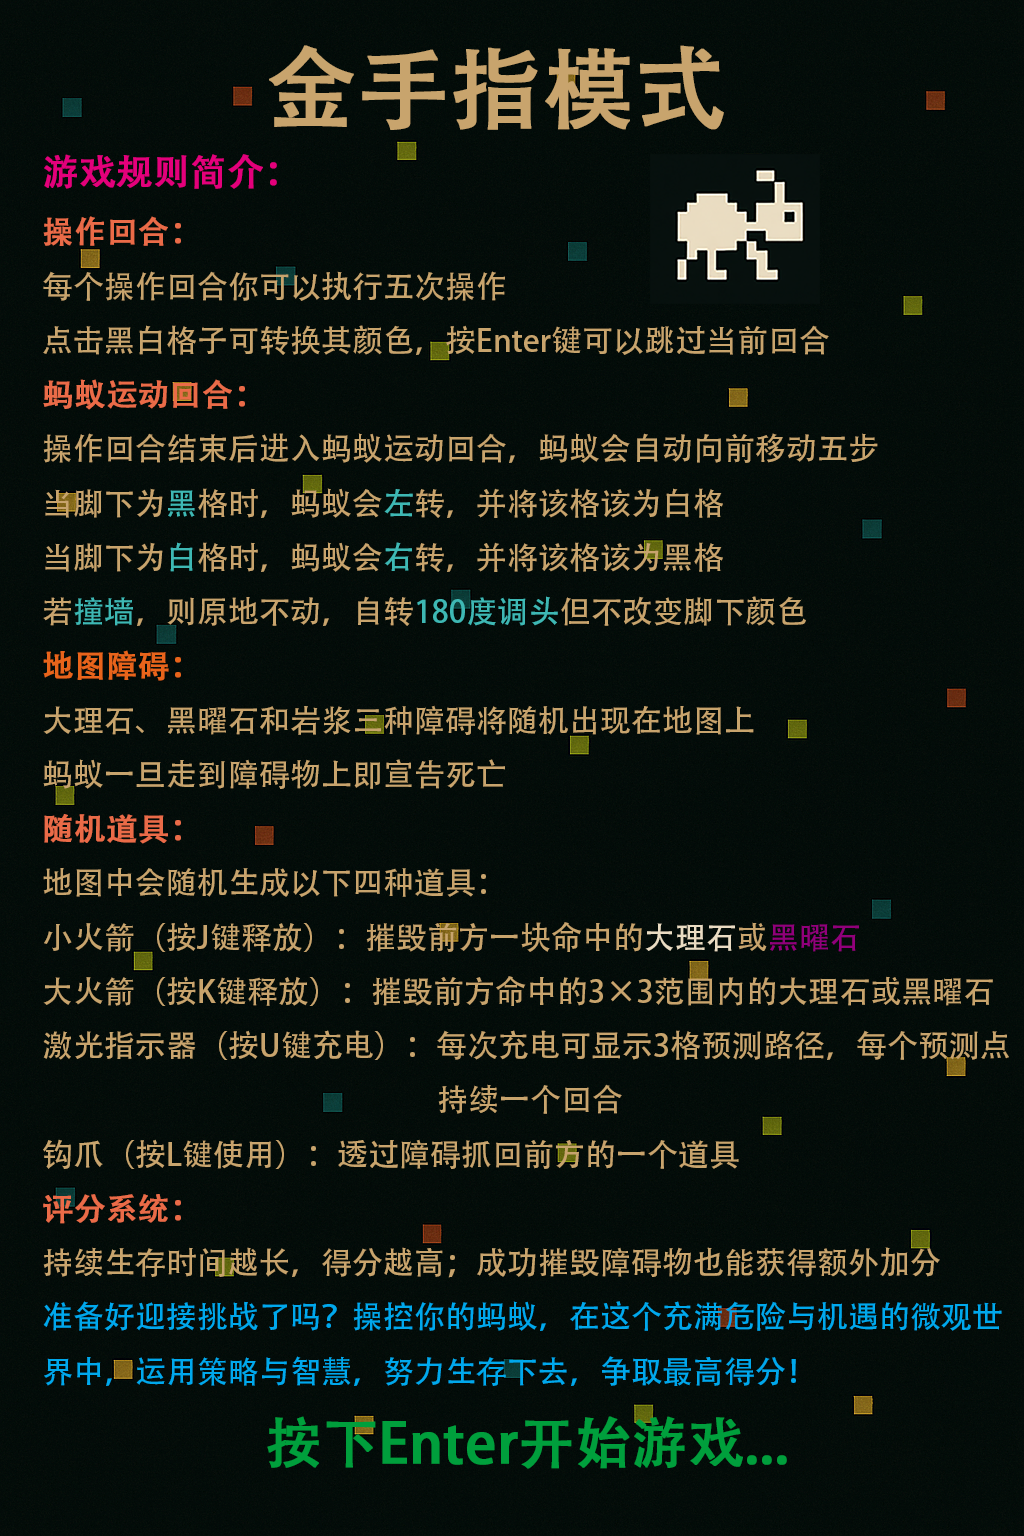 金手指模式
游戏规则简介：
操作回合：
每个操作回合你可以执行五次操作
点击黑白格子可转换其颜色，按Enter键可以跳过当前回合
蚂蚁运动回合：
操作回合结束后进入蚂蚁运动回合，蚂蚁会自动向前移动五步
当脚下为黑格时，蚂蚁会左转，并将该格该为白格
当脚下为白格时，蚂蚁会右转，并将该格该为黑格
若撞墙，则原地不动，自转180度调头但不改变脚下颜色
地图障碍：
大理石、黑曜石和岩浆三种障碍将随机出现在地图上
蚂蚁一旦走到障碍物上即宣告死亡
随机道具：
地图中会随机生成以下四种道具：
小火箭（按J键释放）：摧毁前方一块命中的大理石或黑曜石
大火箭（按K键释放）：摧毁前方命中的3×3范围内的大理石或黑曜石
激光指示器（按U键充电）：每次充电可显示3格预测路径，每个预测点
持续一个回合
钩爪（按L键使用）：透过障碍抓回前方的一个道具
评分系统：
持续生存时间越长，得分越高；成功摧毁障碍物也能获得额外加分
准备好迎接挑战了吗？操控你的蚂蚁，在这个充满危险与机遇的微观世
界中，运用策略与智慧，努力生存下去，争取最高得分！
按下Enter开始游戏...